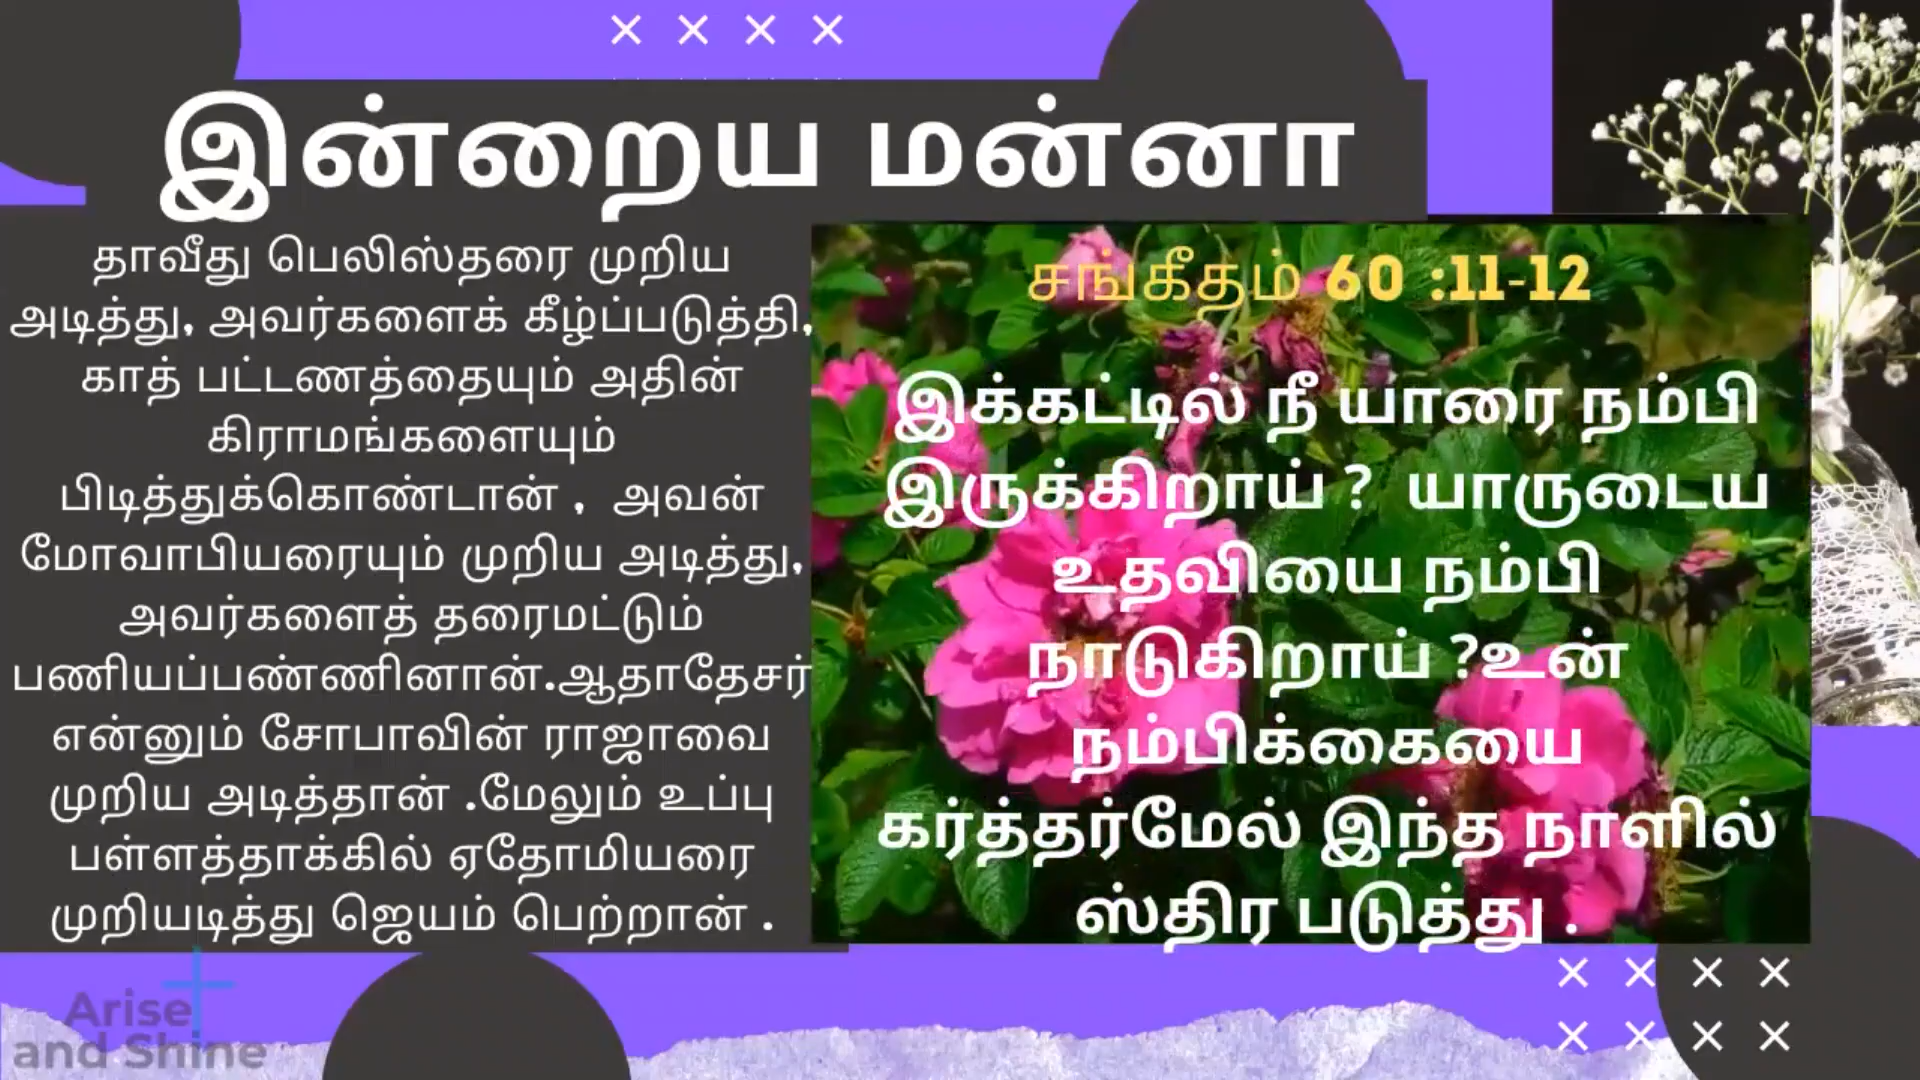 இன்றைய மன்னா
தாவீது பெலிஸ்தரை முறிய
அடித்து, அவர்களைக் கீழ்ப்படுத்தி,
காத் பட்டணத்தையும் அதின்
கிராமங்களையும்
பிடித்துக்கொண்டான் , அவன்
மோவாபியரையும் முறிய அடித்து,
அவர்களைத் தரைமட்டும்
பணியப்பண்ணினான்.ஆதாதேசர்
என்னும் சோபாவின் ராஜாவை
முறிய அடித்தான் .மேலும் உப்பு
பள்ளத்தாக்கில் ஏதோமியரை
முறியடித்து ஜெயம் பெற்றான் .
சங்கீதம் 60 :11-12
இக்கட்டில் நீ யாரை நம்பி
இருக்கிறாய் ? யாருடைய
உதவியை நம்பி
நாடுகிறாய் ?உன்
நம்பிக்கையை
கர்த்தர்மேல் இந்த நாளில்
ஸ்திர படுத்து .
Arise
and Shine